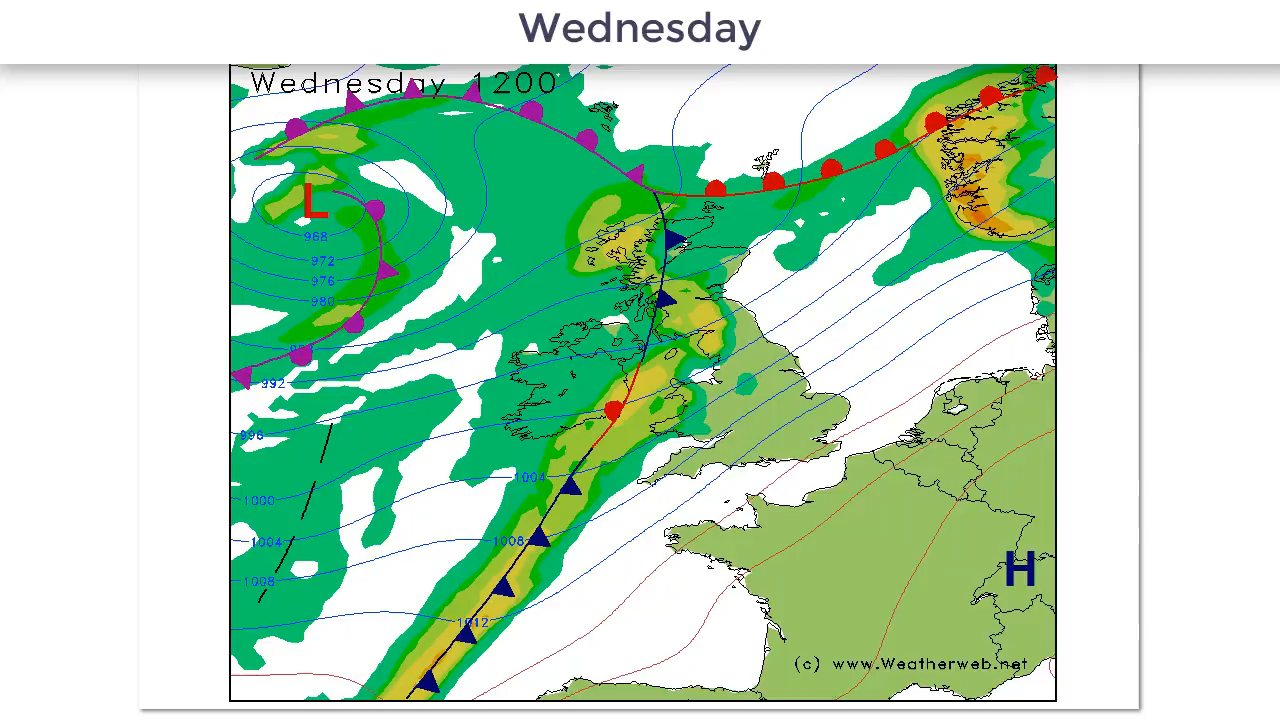 Wednesday
Wednesday 1200
L
968
972
976
980
992
996
1004
1000
1004
1008
1008
H
1012
(c) www.Weatherweb.net